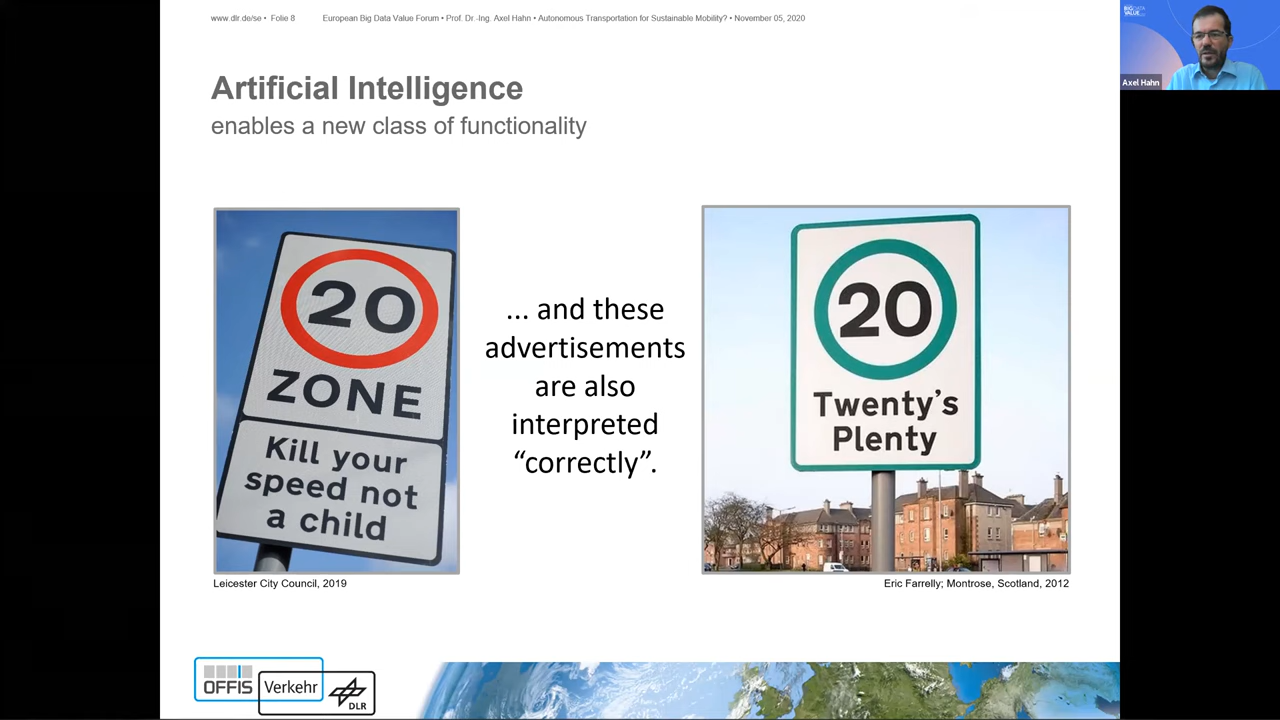 www.dlr.de/se • Folie 8 European Big Data Value Forum • Prof. Dr.-Ing. Axel Hahn • Autonomous Transportation for Sustainable Mobility? • November 05, 2020
BIG DATA
VALUE
Axel Hahn
Artificial Intelligence
enables a new class of functionality
20
ZONE
Kill your
speed not
a child
... and these
advertisements
are also
interpreted
“correctly”.
20
Twenty's
Plenty
Leicester City Council, 2019
Eric Farrelly; Montrose, Scotland, 2012
OFFIS
Verkehr
DLR